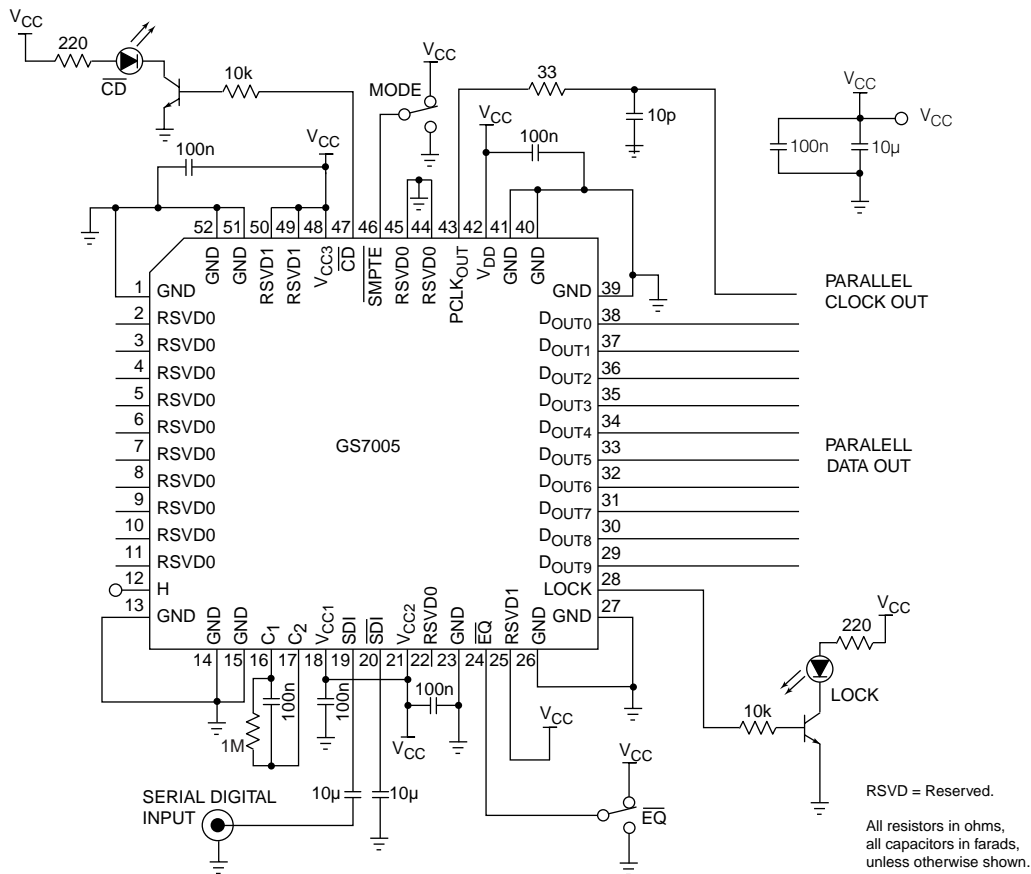 VCC
220
CD
10k
100n
VCC
MODE
VCC
33
10p
VCC
100n
VCC
VCC
100n
10µ
52 51 50 49 48 47 46 45 44 43 42 41 40
GND GND RSVD1 RSVD1 VCC3 CD SMPTE RSVD0 RSVD0 PCLKOUT VDD GND GND
1 GND
2 RSVD0
3 RSVD0
4 RSVD0
5 RSVD0
6 RSVD0
7 RSVD0
8 RSVD0
9 RSVD0
10 RSVD0
11 RSVD0
12 H
13 GND
GS7005
GND 39
DOUT0 38
DOUT1 37
DOUT2 36
DOUT3 35
DOUT4 34
DOUT5 33
DOUT6 32
DOUT7 31
DOUT8 30
DOUT9 29
LOCK 28
GND 27
PARALLEL
CLOCK OUT
PARALELL
DATA OUT
GND GND C1 C2 VCC1 SDI SDI VCC2 RSVD0 GND EQ RSVD1 GND
14 15 16 17 18 19 20 21 22 23 24 25 26
1M
100n
100n
100n
VCC
VCC
10µ
10µ
SERIAL DIGITAL
INPUT
VCC
EQ
VCC
220
LOCK
10k
RSVD = Reserved.
All resistors in ohms,
all capacitors in farads,
unless otherwise shown.